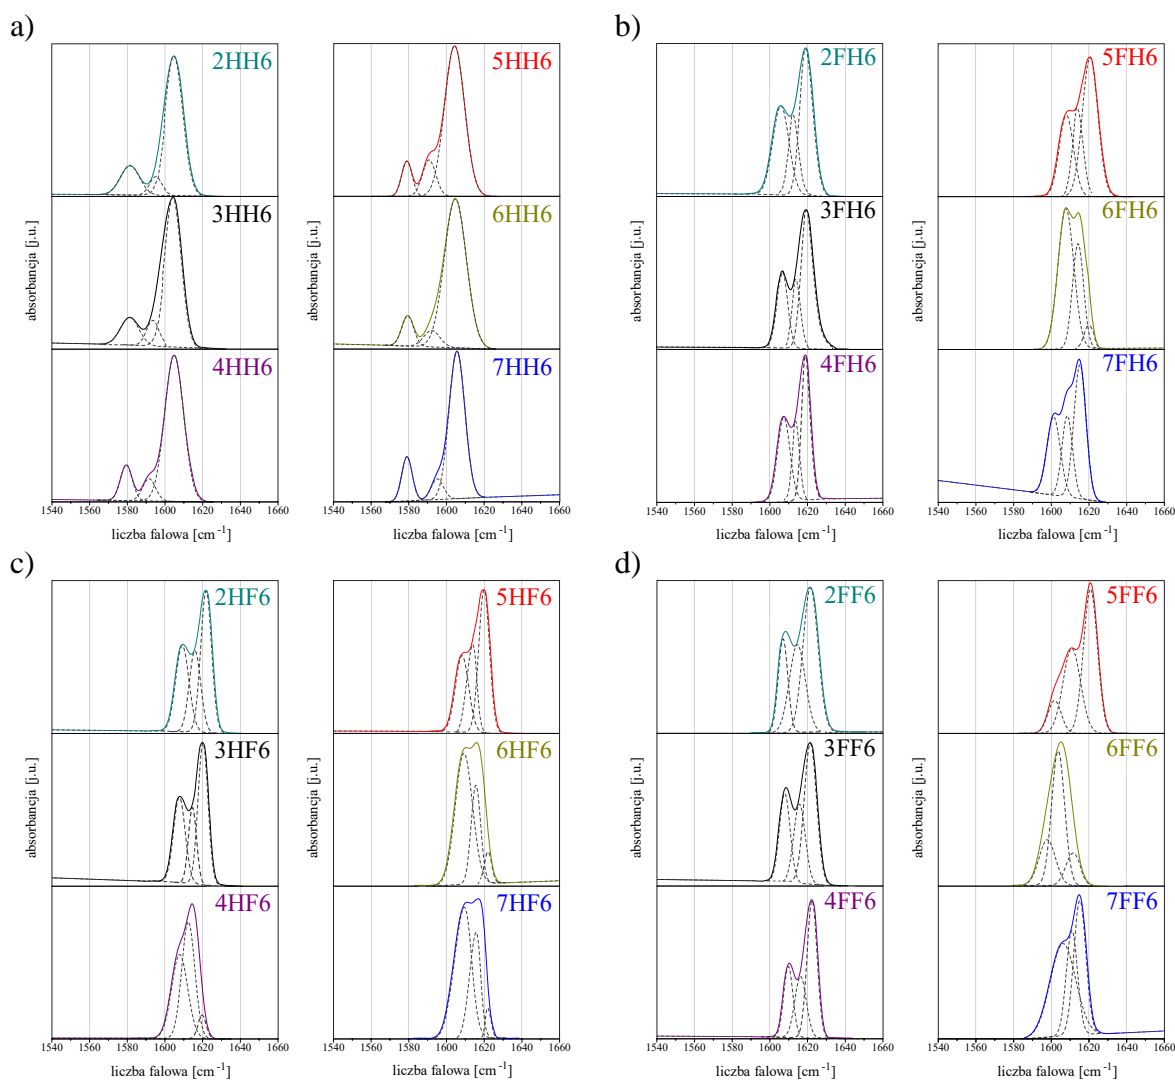 a)
b)
2HH6
5HH6
2FH6
5FH6
absorbancja [j.u.]
absorbancja [j.u.]
absorbancja [j.u.]
absorbancja [j.u.]
3HH6
6HH6
3FH6
6FH6
4HH6
7HH6
4FH6
7FH6
1540 1560 1580 1600 1620 1640 1660
1540 1560 1580 1600 1620 1640 1660
1540 1560 1580 1600 1620 1640 1660
1540 1560 1580 1600 1620 1640 1660
liczba falowa [cm⁻¹]
liczba falowa [cm⁻¹]
liczba falowa [cm⁻¹]
liczba falowa [cm⁻¹]
c)
d)
2HF6
5HF6
2FF6
5FF6
absorbancja [j.u.]
absorbancja [j.u.]
absorbancja [j.u.]
absorbancja [j.u.]
3HF6
6HF6
3FF6
6FF6
4HF6
7HF6
4FF6
7FF6
1540 1560 1580 1600 1620 1640 1660
1540 1560 1580 1600 1620 1640 1660
1540 1560 1580 1600 1620 1640 1660
1540 1560 1580 1600 1620 1640 1660
liczba falowa [cm⁻¹]
liczba falowa [cm⁻¹]
liczba falowa [cm⁻¹]
liczba falowa [cm⁻¹]